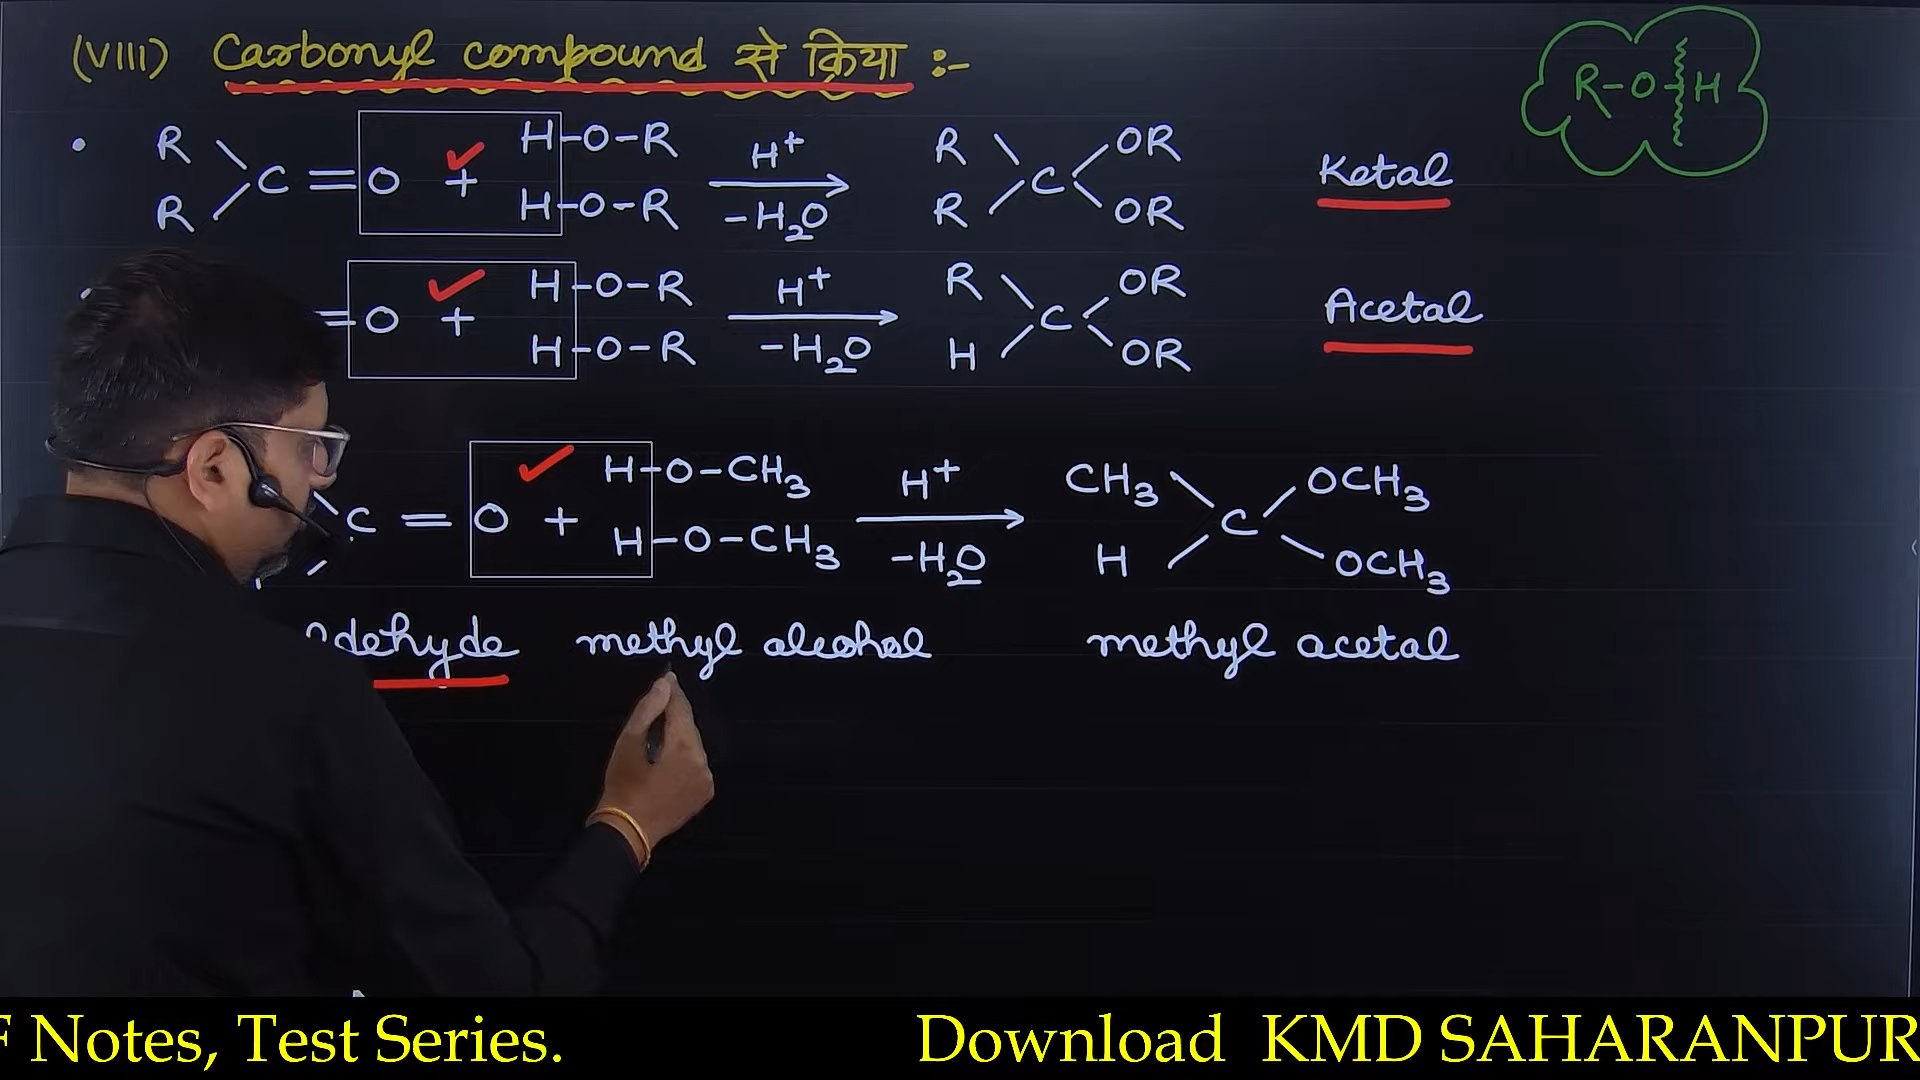 (VIII) Carbonyl compound से क्रिया :-
R-O-H
R H-O-R H+ R OR
C=O + C Ketal
R H-O-R -H2O R OR
H-O-R H+ R OR
=O + C Acetal
H-O-R -H2O H OR
H-O-CH3 H+ CH3 OCH3
C=O + C
H-O-CH3 -H2O H OCH3
dehyde methyl alcohol methyl acetal
F Notes, Test Series. Download KMD SAHARANPUR